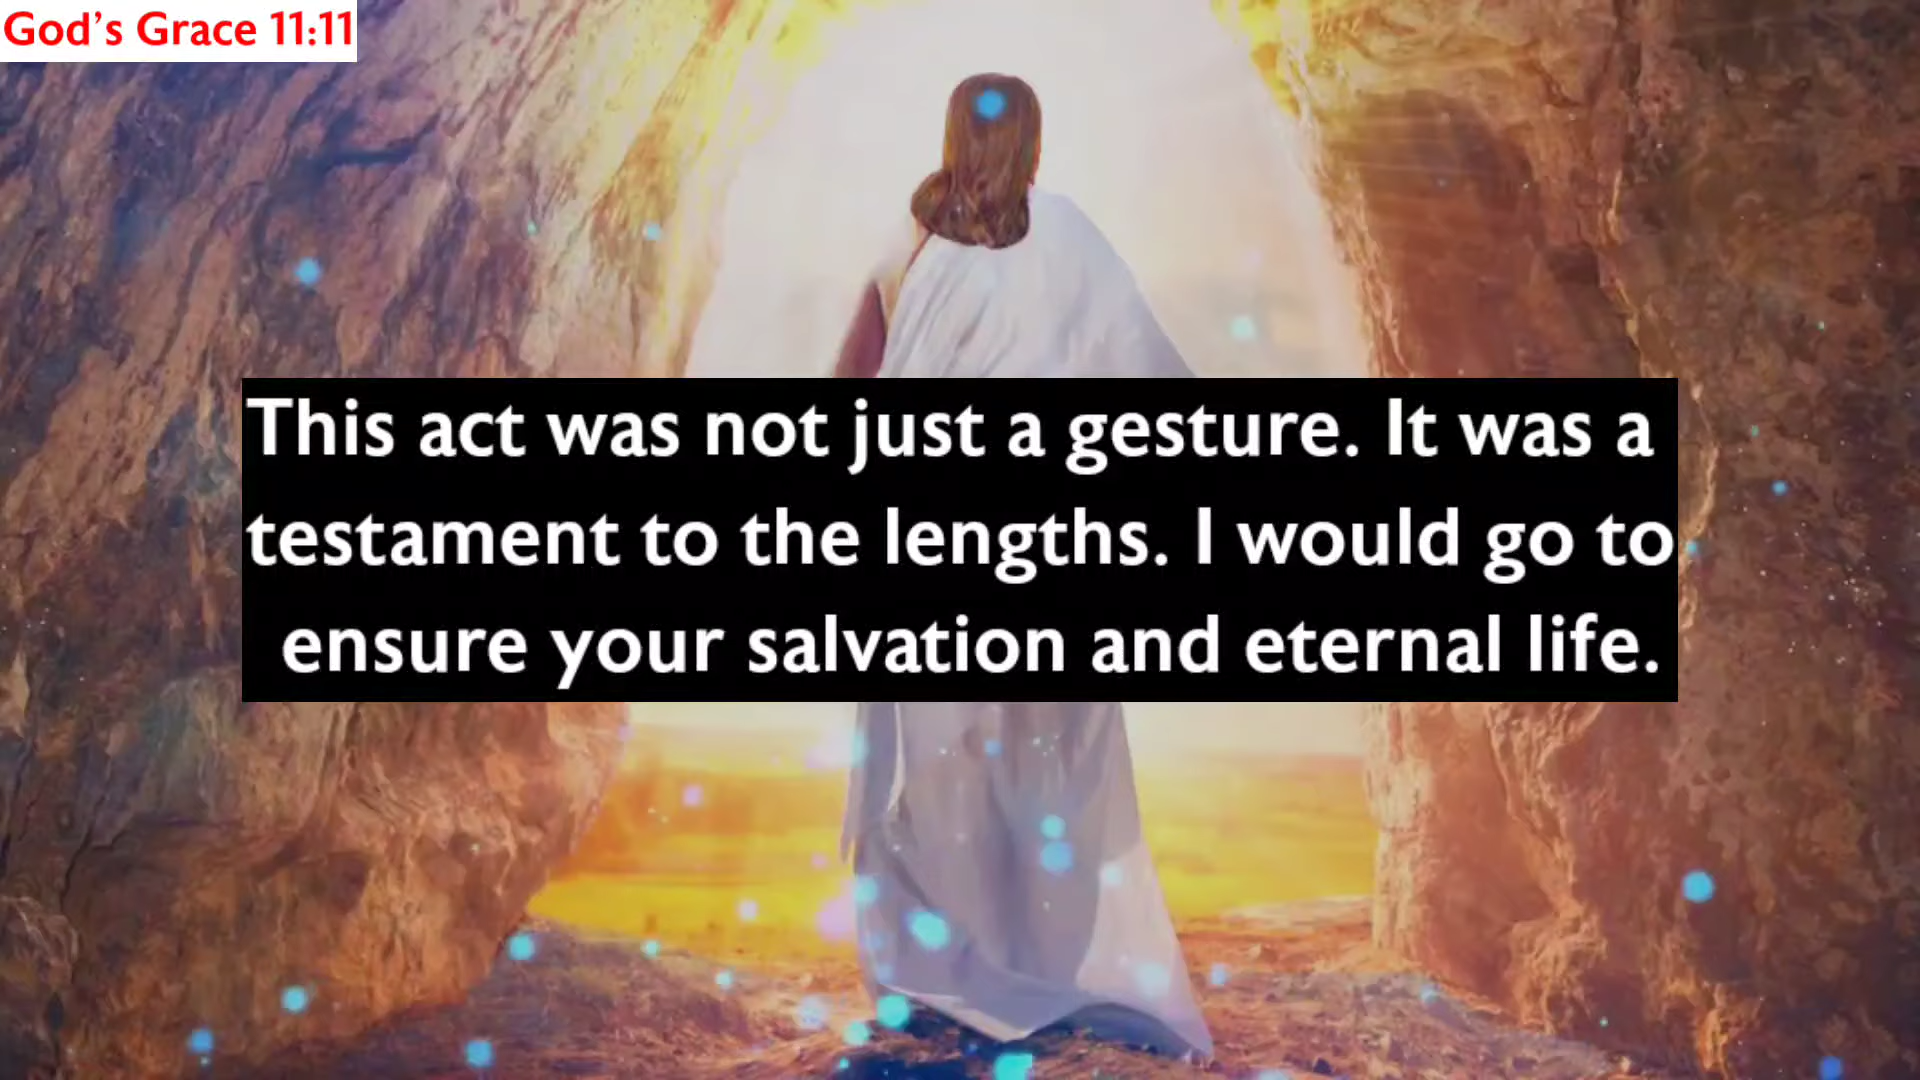 God's Grace 11:11
This act was not just a gesture. It was a
testament to the lengths. I would go to
ensure your salvation and eternal life.